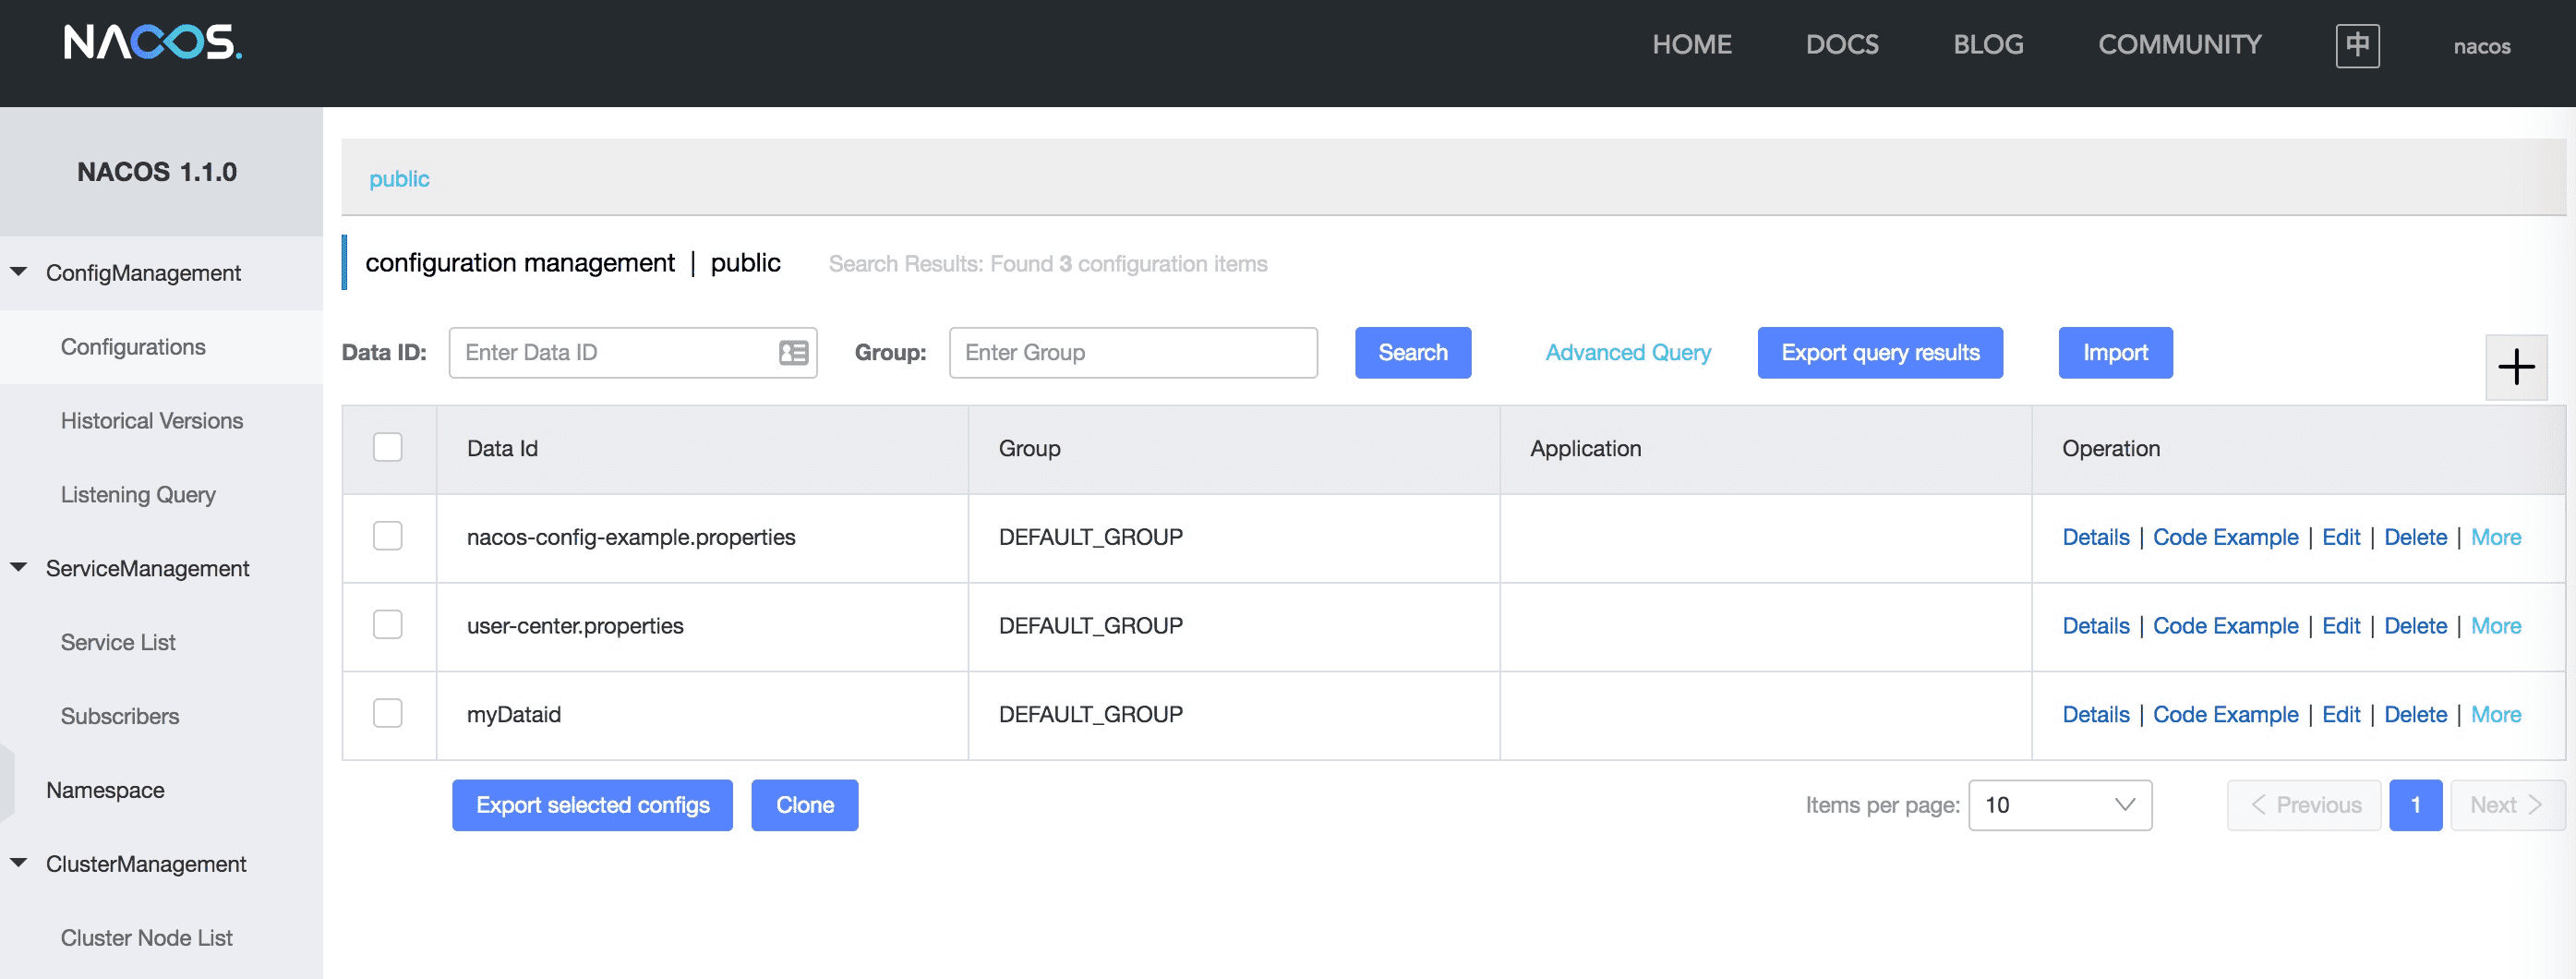 NACOS.
HOME DOCS BLOG COMMUNITY 中 nacos
NACOS 1.1.0
ConfigManagement
Configurations
Historical Versions
Listening Query
ServiceManagement
Service List
Subscribers
Namespace
ClusterManagement
Cluster Node List
public
configuration management | public Search Results: Found 3 configuration items
Data ID: Enter Data ID Group: Enter Group Search Advanced Query Export query results Import
Data Id Group Application Operation
nacos-config-example.properties DEFAULT_GROUP Details | Code Example | Edit | Delete | More
user-center.properties DEFAULT_GROUP Details | Code Example | Edit | Delete | More
myDataid DEFAULT_GROUP Details | Code Example | Edit | Delete | More
Export selected configs Clone Items per page: 10 Previous 1 Next